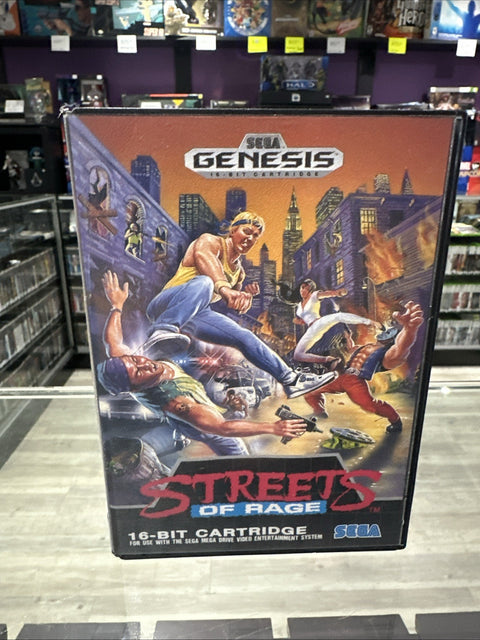 HALO
SEGA
GENESIS
16-BIT CARTRIDGE
STREETS
OF RAGE
TM
16-BIT CARTRIDGE
FOR USE WITH THE SEGA MEGA DRIVE VIDEO ENTERTAINMENT SYSTEM
SEGA